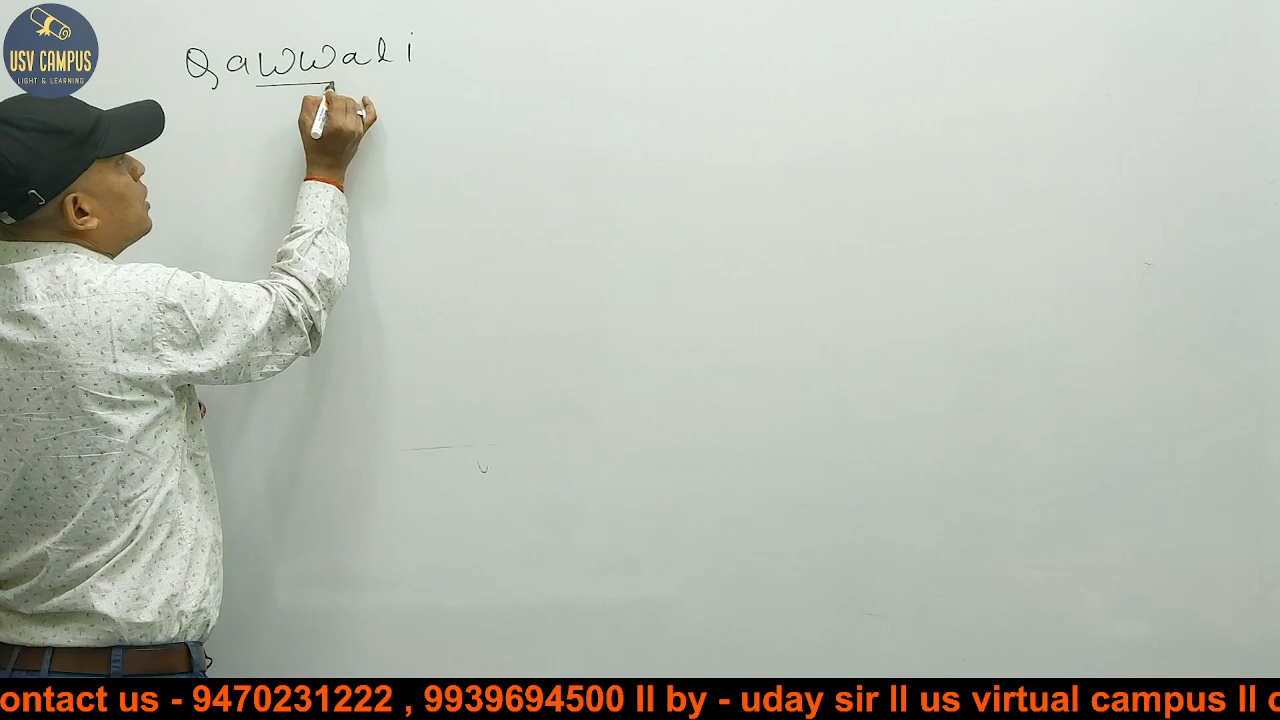 USV CAMPUS
LIGHT & LEARNING
Qawwali
ontact us - 9470231222 , 9939694500 ll by - uday sir ll us virtual campus ll c